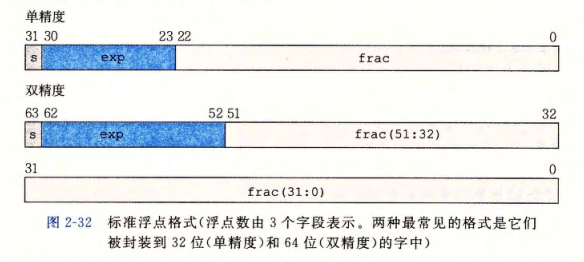 单精度
31 30 23 22 0
s exp frac
双精度
63 62 52 51 32
s exp frac(51:32)
31 0
frac(31:0)
图 2-32 标准浮点格式(浮点数由 3 个字段表示。两种最常见的格式是它们
被封装到 32 位(单精度)和 64 位(双精度)的字中)